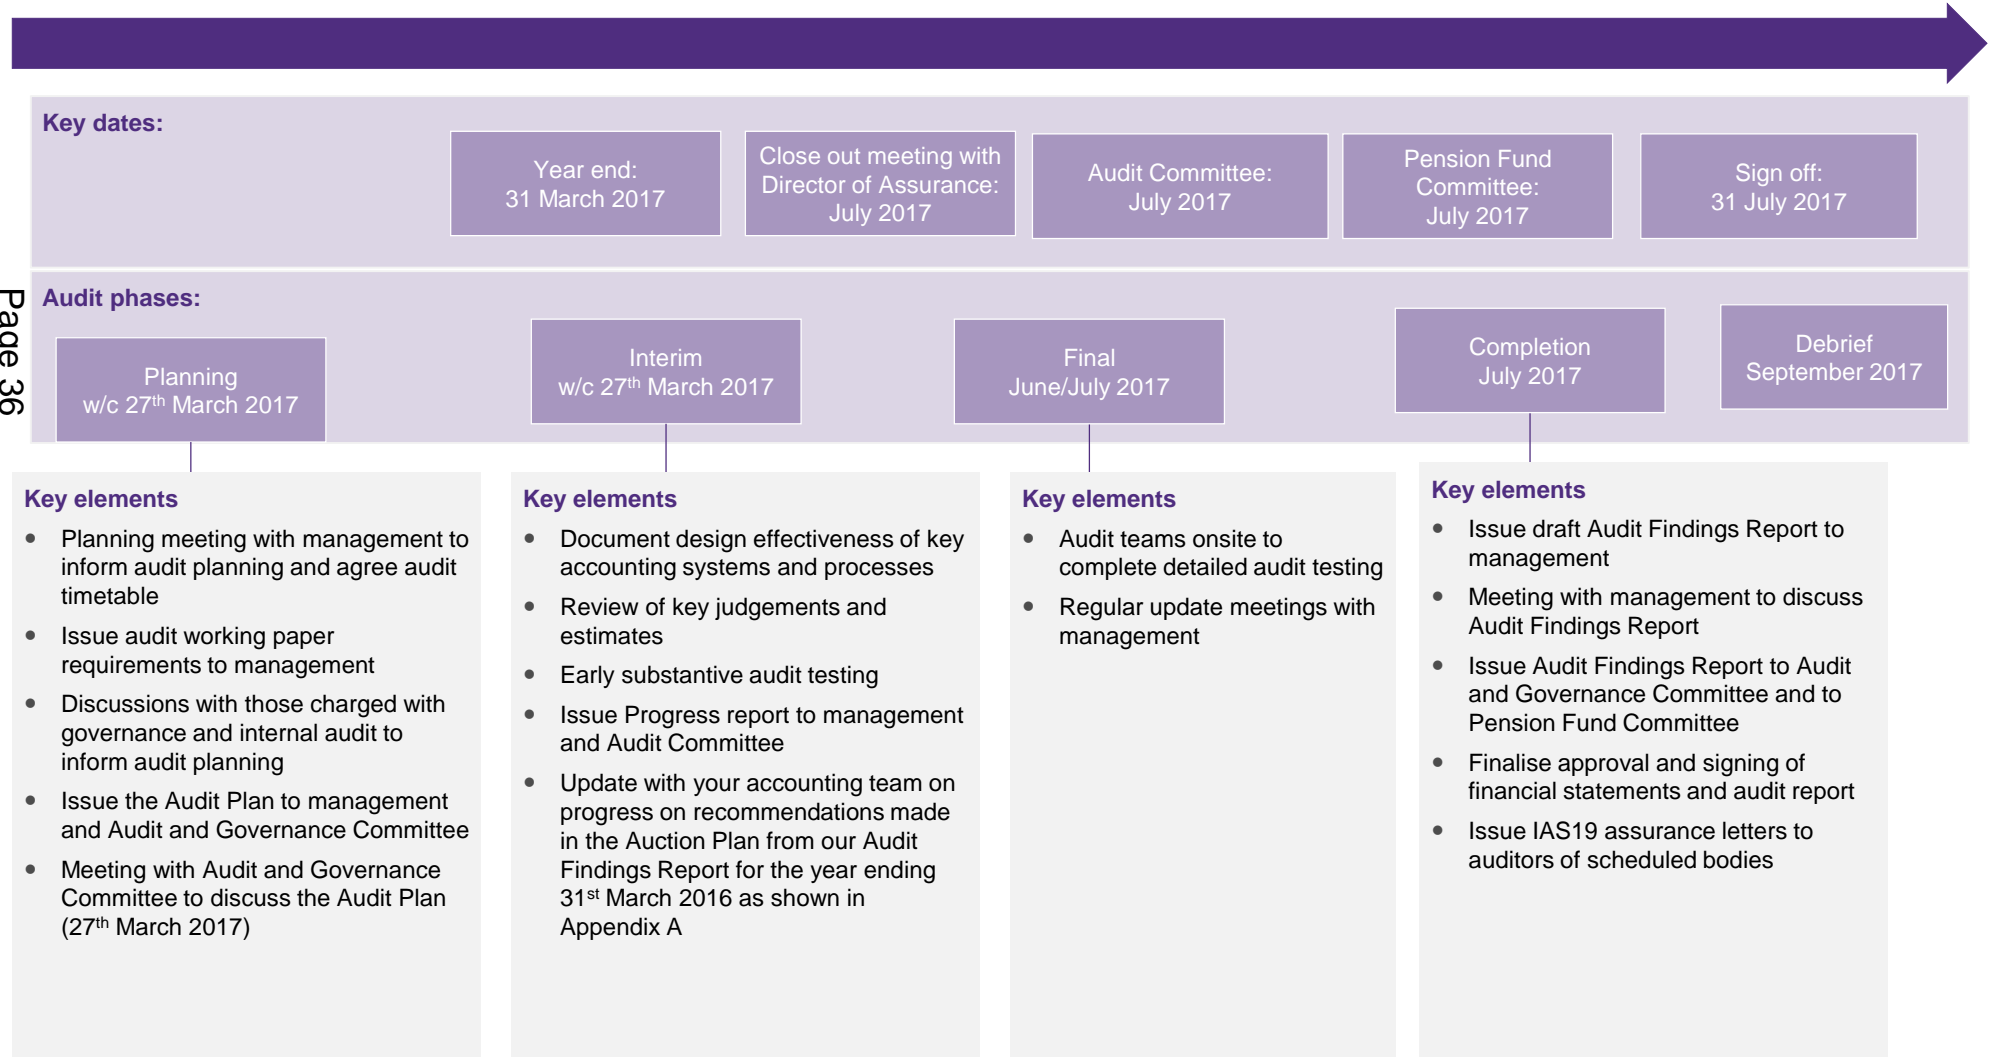 Key dates:
Year end:
31 March 2017
Close out meeting with
Director of Assurance:
July 2017
Audit Committee:
July 2017
Pension Fund
Committee:
July 2017
Sign off:
31 July 2017
Page 36
Audit phases:
Planning
w/c 27th March 2017
Interim
w/c 27th March 2017
Final
June/July 2017
Completion
July 2017
Debrief
September 2017
Key elements
• Planning meeting with management to
inform audit planning and agree audit
timetable
• Issue audit working paper
requirements to management
• Discussions with those charged with
governance and internal audit to
inform audit planning
• Issue the Audit Plan to management
and Audit and Governance Committee
• Meeting with Audit and Governance
Committee to discuss the Audit Plan
(27th March 2017)
Key elements
• Document design effectiveness of key
accounting systems and processes
• Review of key judgements and
estimates
• Early substantive audit testing
• Issue Progress report to management
and Audit Committee
• Update with your accounting team on
progress on recommendations made
in the Auction Plan from our Audit
Findings Report for the year ending
31st March 2016 as shown in
Appendix A
Key elements
• Audit teams onsite to
complete detailed audit testing
• Regular update meetings with
management
Key elements
• Issue draft Audit Findings Report to
management
• Meeting with management to discuss
Audit Findings Report
• Issue Audit Findings Report to Audit
and Governance Committee and to
Pension Fund Committee
• Finalise approval and signing of
financial statements and audit report
• Issue IAS19 assurance letters to
auditors of scheduled bodies